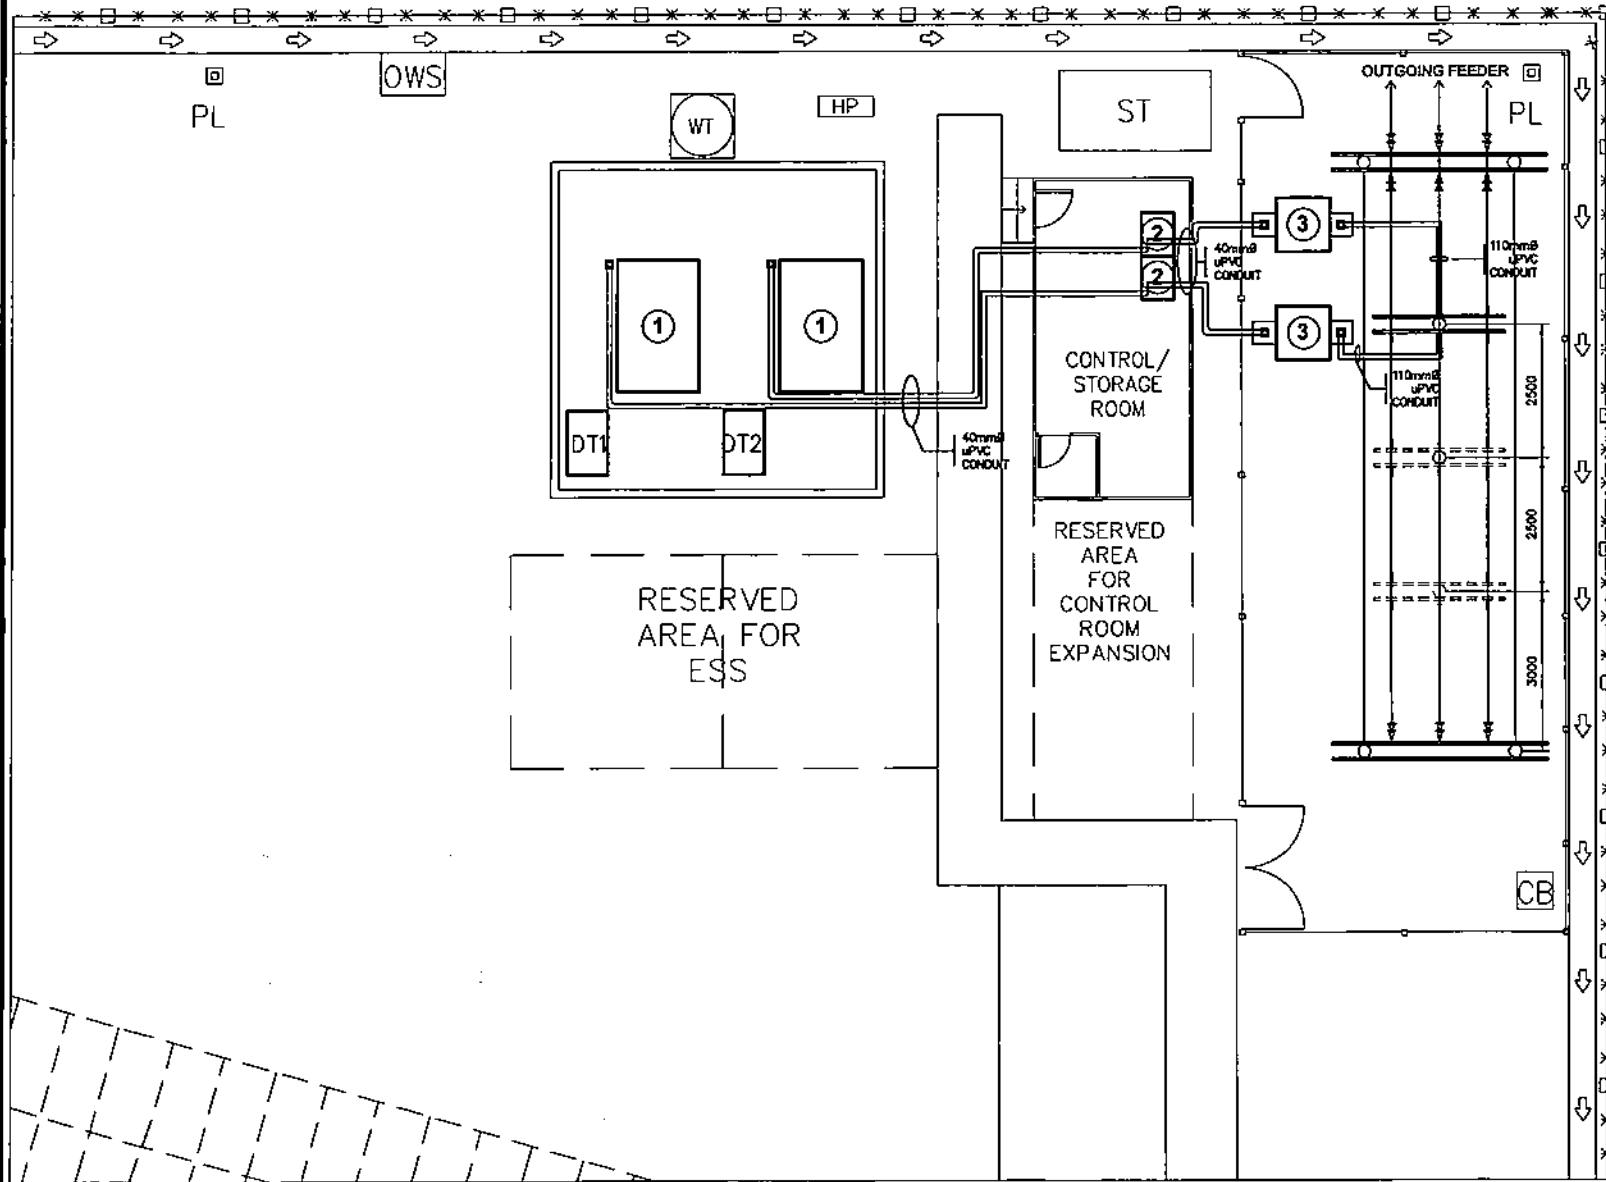 OUTGOING FEEDER
OWS
PL
HP
ST
PL
WT
2
3
40mmØ
uPVC
CONDUIT
110mmØ
uPVC
CONDUIT
2
1
1
3
CONTROL/
STORAGE
ROOM
110mmØ
uPVC
CONDUIT
2500
DT1
DT2
40mmØ
uPVC
CONDUIT
2500
RESERVED
AREA
FOR
CONTROL
ROOM
EXPANSION
RESERVED
AREA FOR
ESS
3000
CB